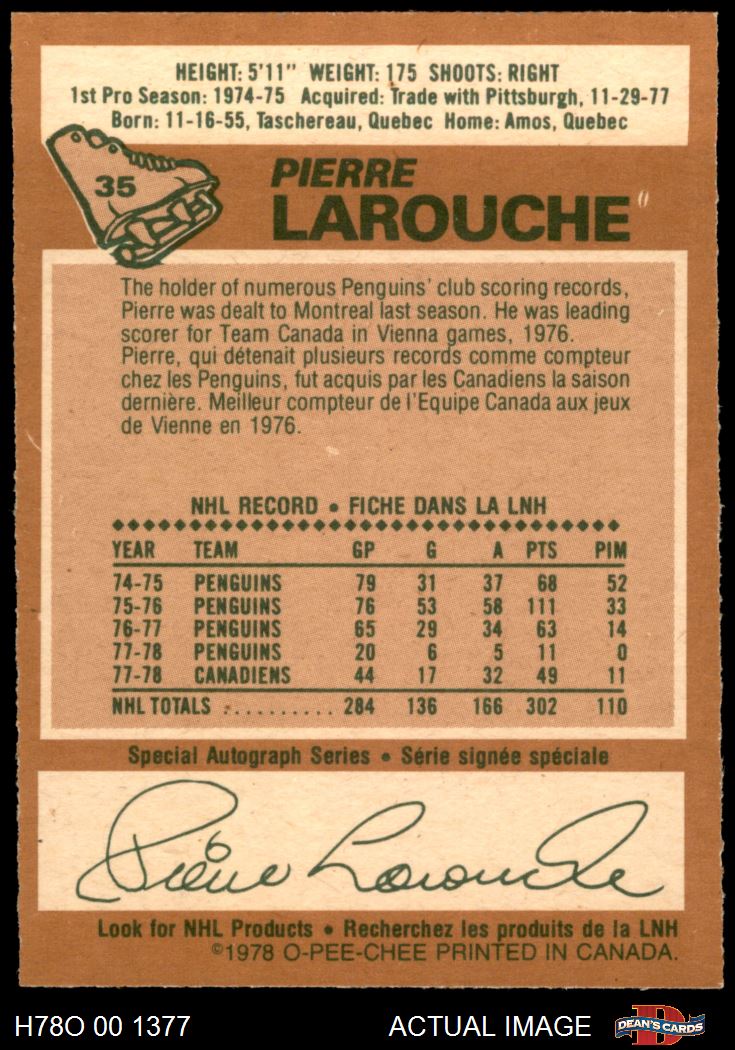 HEIGHT: 5'11" WEIGHT: 175 SHOOTS: RIGHT
1st Pro Season: 1974-75 Acquired: Trade with Pittsburgh, 11-29-77
Born: 11-16-55, Taschereau, Quebec Home: Amos, Quebec
35
PIERRE
LAROUCHE
The holder of numerous Penguins' club scoring records,
Pierre was dealt to Montreal last season. He was leading
scorer for Team Canada in Vienna games, 1976.
Pierre, qui détenait plusieurs records comme compteur
chez les Penguins, fut acquis par les Canadiens la saison
dernière. Meilleur compteur de l'Equipe Canada aux jeux
de Vienne en 1976.
NHL RECORD • FICHE DANS LA LNH
YEAR TEAM GP G A PTS PIM
74-75 PENGUINS 79 31 37 68 52
75-76 PENGUINS 76 53 58 111 33
76-77 PENGUINS 65 29 34 63 14
77-78 PENGUINS 20 6 5 11 0
77-78 CANADIENS 44 17 32 49 11
NHL TOTALS .......... 284 136 166 302 110
Special Autograph Series • Série signée spéciale
Pierre Larouche
Look for NHL Products • Recherchez les produits de la LNH
©1978 O-PEE-CHEE PRINTED IN CANADA.
H78O 00 1377 ACTUAL IMAGE D DEAN'S CARDS